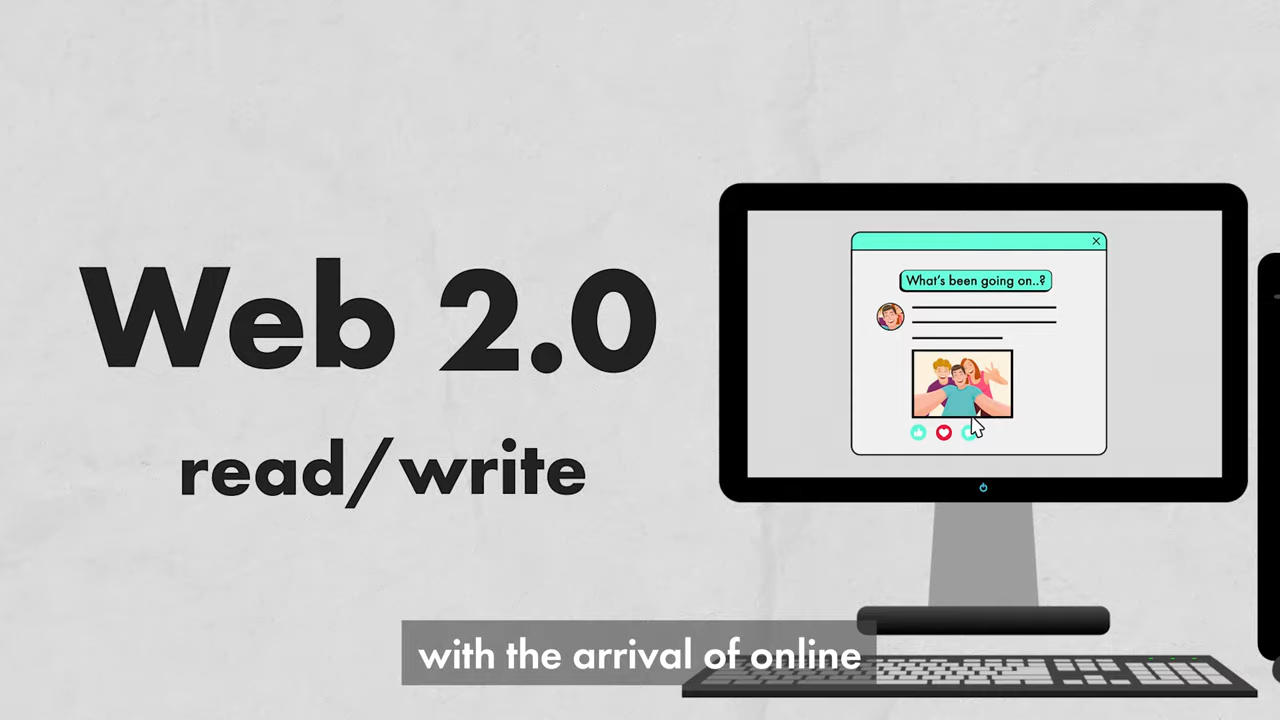 Web 2.0
read/write
What's been going on..?
with the arrival of online